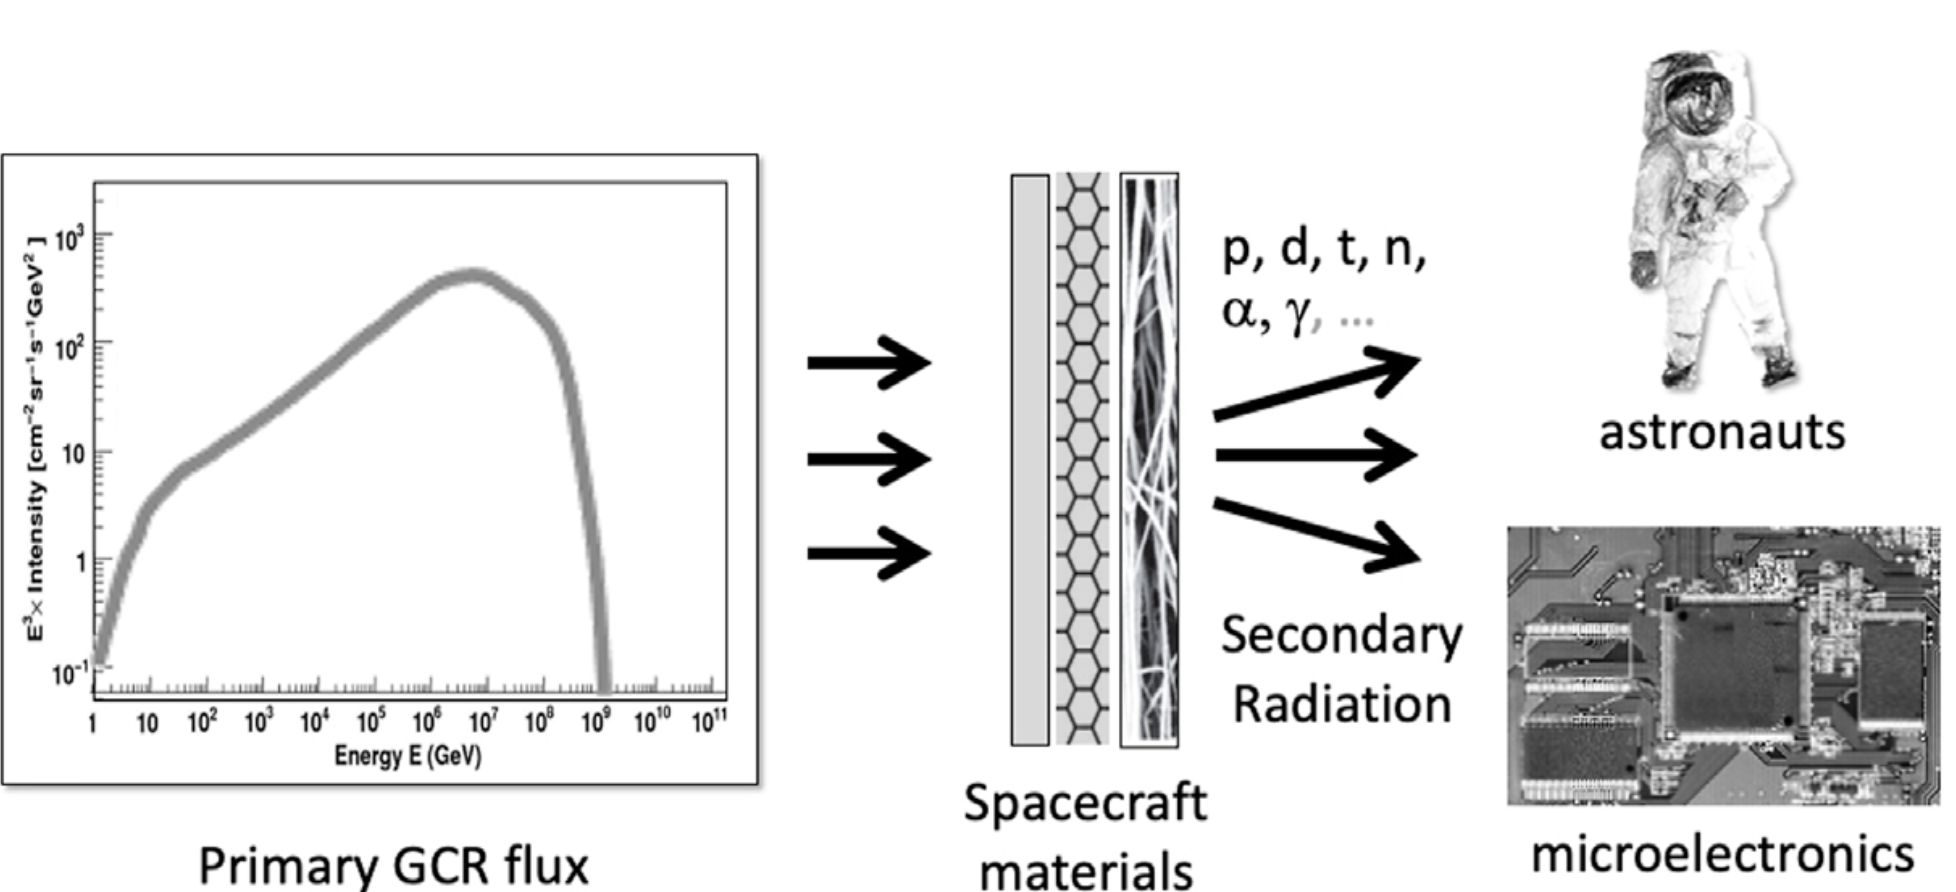 E³× Intensity [cm⁻²sr⁻¹s⁻¹GeV²]
10³
10²
10
1
10⁻¹
1 10 10² 10³ 10⁴ 10⁵ 10⁶ 10⁷ 10⁸ 10⁹ 10¹⁰ 10¹¹
Energy E (GeV)
Primary GCR flux
Spacecraft
materials
p, d, t, n,
α, γ, ...
Secondary
Radiation
astronauts
microelectronics